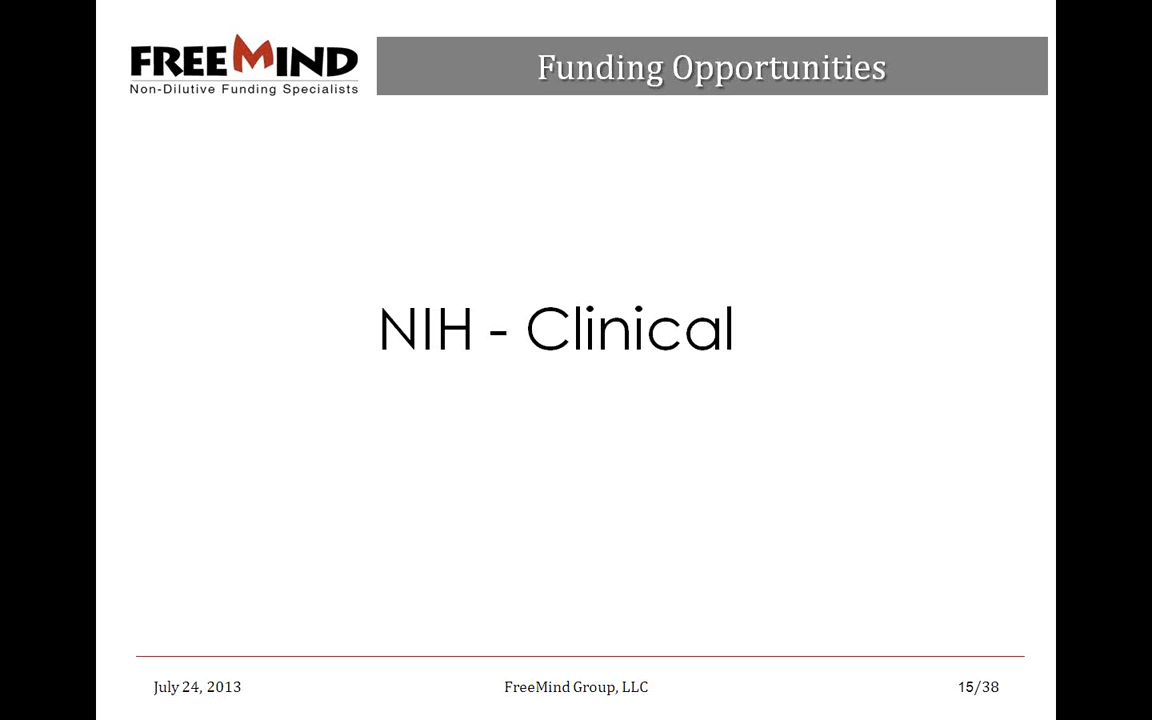 FREEMIND
Non-Dilutive Funding Specialists
Funding Opportunities
NIH - Clinical
July 24, 2013
FreeMind Group, LLC
15/38